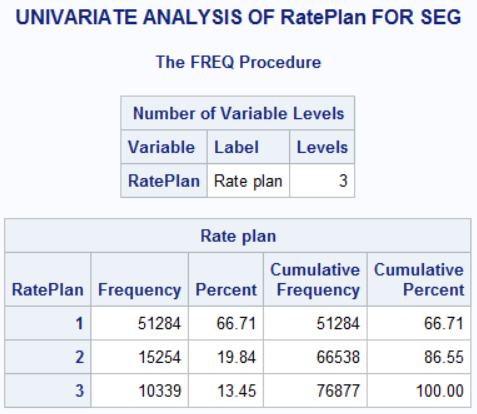 UNIVARIATE ANALYSIS OF RatePlan FOR SEG
The FREQ Procedure
Number of Variable Levels
Variable Label Levels
RatePlan Rate plan 3
Rate plan
RatePlan Frequency Percent Cumulative Frequency Cumulative Percent
1 51284 66.71 51284 66.71
2 15254 19.84 66538 86.55
3 10339 13.45 76877 100.00